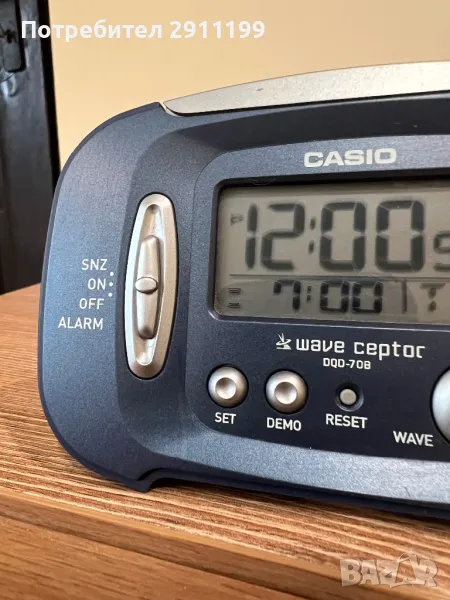 Потребител 2911199
CASIO
P 12:00
7:00 T
SNZ
ON
OFF
ALARM
wave ceptor
DQD-70B
SET
DEMO
RESET
WAVE
BAZAR